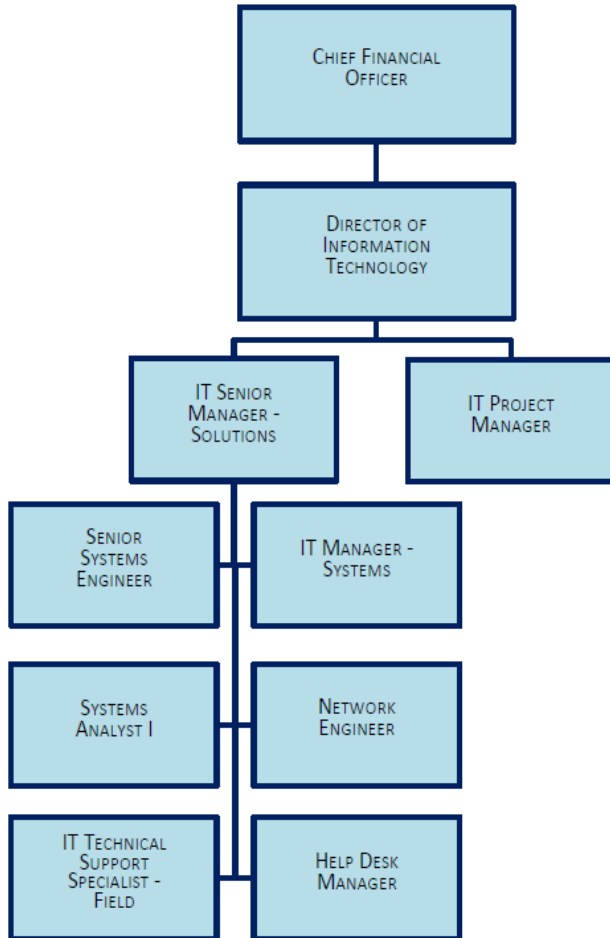 Chief Financial
Officer
Director of
Information
Technology
IT Senior
Manager -
Solutions
IT Project
Manager
Senior
Systems
Engineer
IT Manager -
Systems
Systems
Analyst I
Network
Engineer
IT Technical
Support
Specialist -
Field
Help Desk
Manager